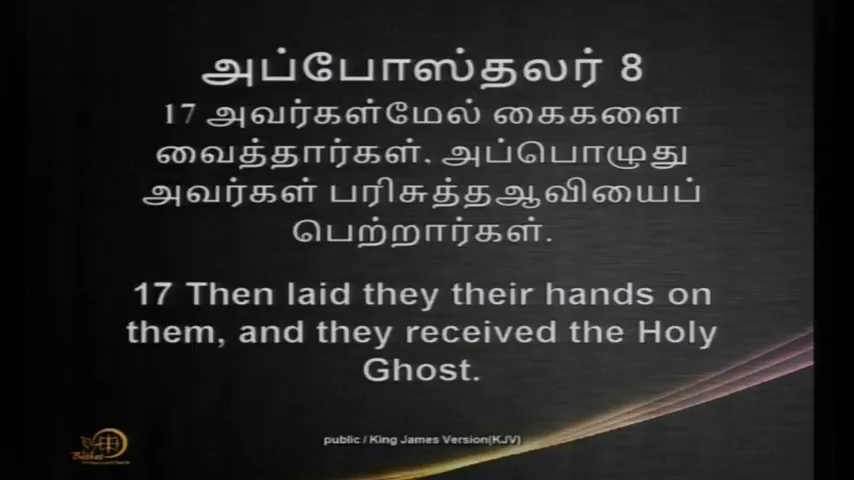 அப்போஸ்தலர் 8
17 அவர்கள்மேல் கைகளை
வைத்தார்கள். அப்பொழுது
அவர்கள் பரிசுத்தஆவியைப்
பெற்றார்கள்.
17 Then laid they their hands on
them, and they received the Holy
Ghost.
public / King James Version(KJV)